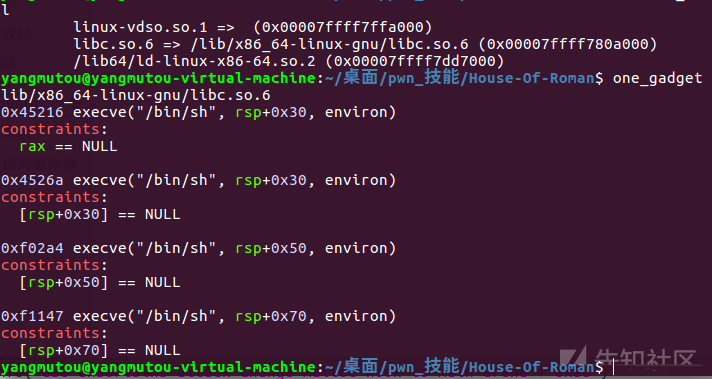 l
linux-vdso.so.1 =>  (0x00007ffff7ffa000)
libc.so.6 => /lib/x86_64-linux-gnu/libc.so.6 (0x00007ffff780a000)
/lib64/ld-linux-x86-64.so.2 (0x00007ffff7dd7000)
yangmutou@yangmutou-virtual-machine:~/桌面/pwn_技能/House-Of-Roman$ one_gadget
lib/x86_64-linux-gnu/libc.so.6
0x45216 execve("/bin/sh", rsp+0x30, environ)
constraints:
rax == NULL
0x4526a execve("/bin/sh", rsp+0x30, environ)
constraints:
[rsp+0x30] == NULL
0xf02a4 execve("/bin/sh", rsp+0x50, environ)
constraints:
[rsp+0x50] == NULL
0xf1147 execve("/bin/sh", rsp+0x70, environ)
constraints:
[rsp+0x70] == NULL
yangmutou@yangmutou-virtual-machine:~/桌面/pwn_技能/House-Of-Roman$
先知社区